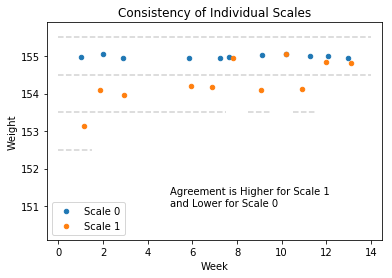 Consistency of Individual Scales
Weight
155
154
153
152
151
Agreement is Higher for Scale 1
and Lower for Scale 0
Scale 0
Scale 1
0 2 4 6 8 10 12 14
Week